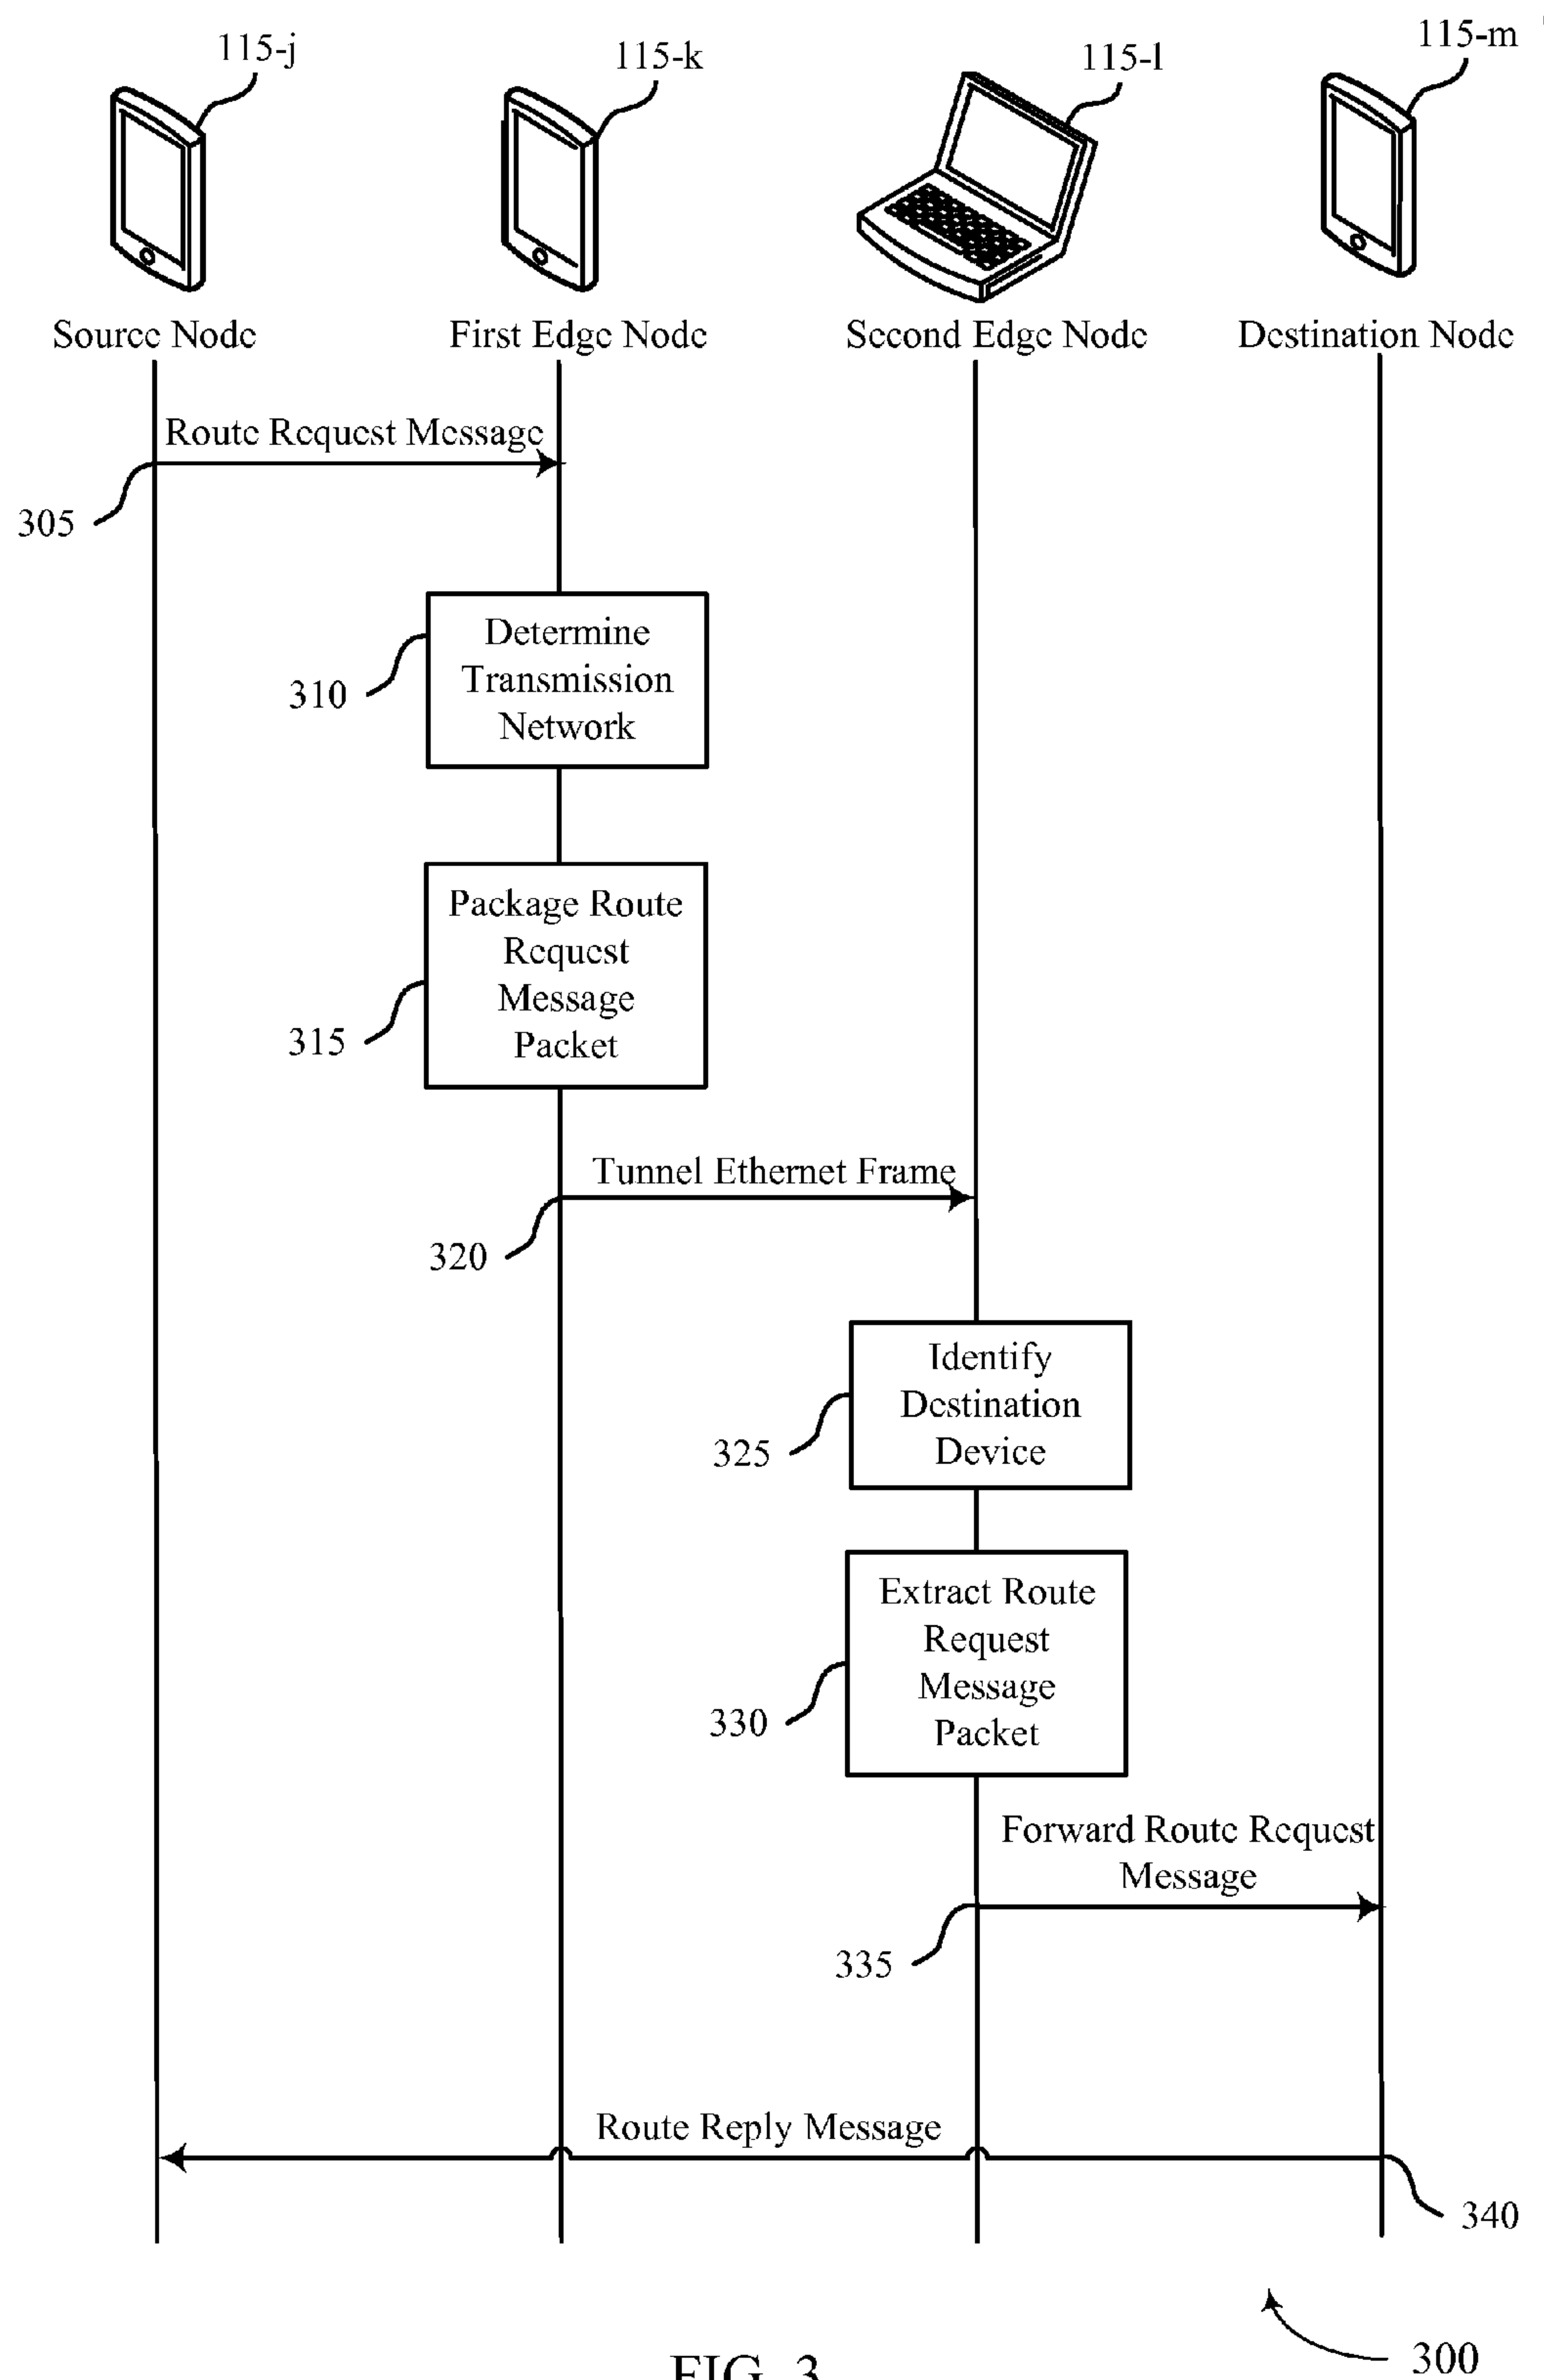 115-j
115-k
115-l
115-m
Source Node
First Edge Node
Second Edge Node
Destination Node
Route Request Message
305
Determine
Transmission
Network
310
Package Route
Request
Message
Packet
315
Tunnel Ethernet Frame
320
Identify
Destination
Device
325
Extract Route
Request
Message
Packet
330
Forward Route Request
Message
335
Route Reply Message
340
300
FIG. 3